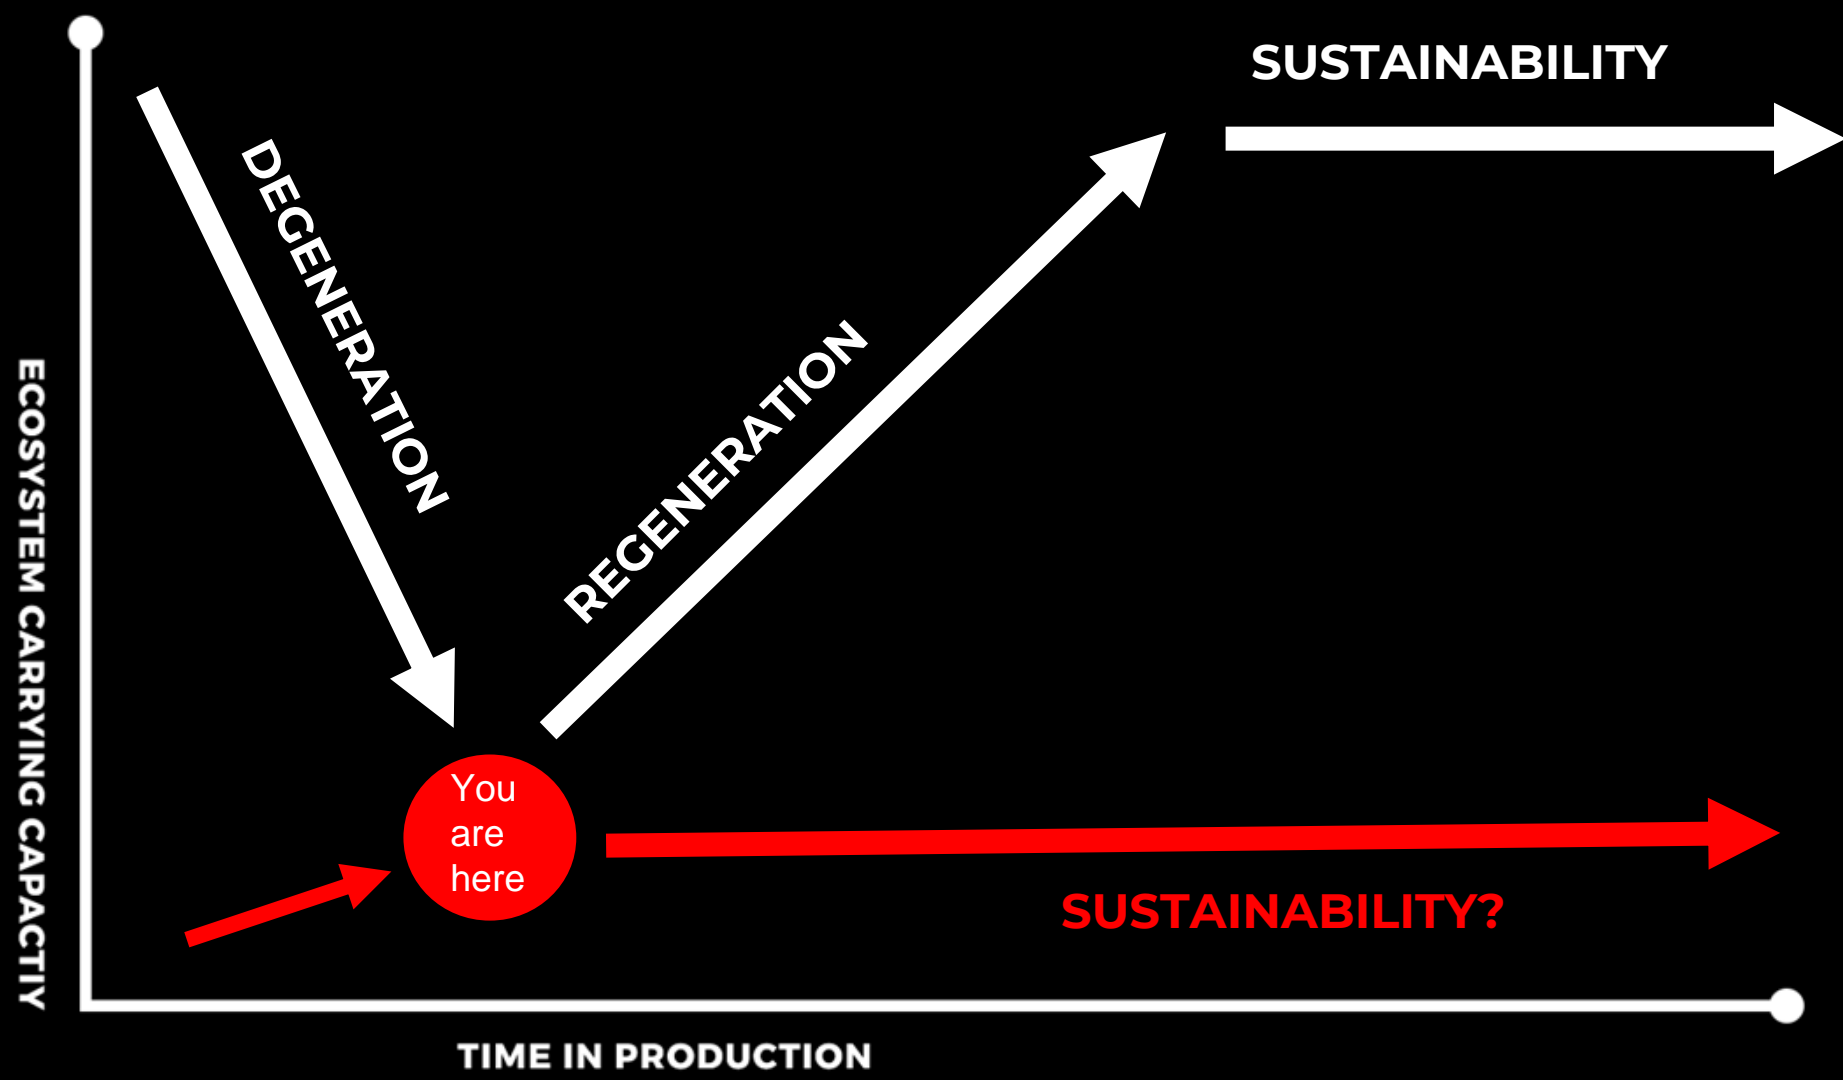 SUSTAINABILITY
DEGENERATION
REGENERATION
ECOSYSTEM CARRYING CAPACTIY
You
are
here
SUSTAINABILITY?
TIME IN PRODUCTION